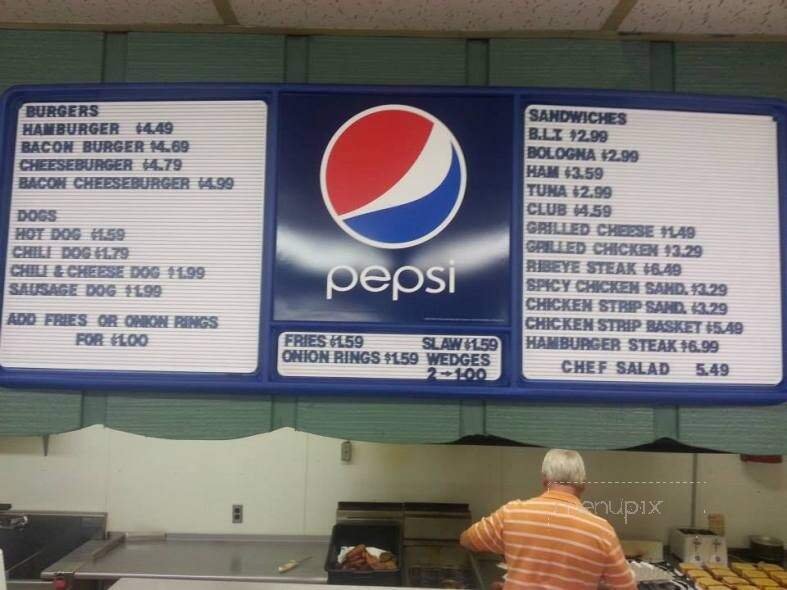 BURGERS
HAMBURGER $4.49
BACON BURGER $4.69
CHEESEBURGER $4.79
BACON CHEESEBURGER $4.99
DOGS
HOT DOG $1.59
CHILI DOG $1.79
CHILI & CHEESE DOG $1.99
SAUSAGE DOG $1.99
ADD FRIES OR ONION RINGS
FOR $1.00
pepsi
FRIES $1.59 SLAW $1.59
ONION RINGS $1.59 WEDGES
2→1.00
SANDWICHES
B.L.T $2.99
BOLOGNA $2.99
HAM $3.59
TUNA $2.99
CLUB $4.59
GRILLED CHEESE $1.49
GRILLED CHICKEN $3.29
RIBEYE STEAK $6.49
SPICY CHICKEN SAND. $3.29
CHICKEN STRIP SAND. $3.29
CHICKEN STRIP BASKET $5.49
HAMBURGER STEAK $6.99
CHEF SALAD 5.49
menupix